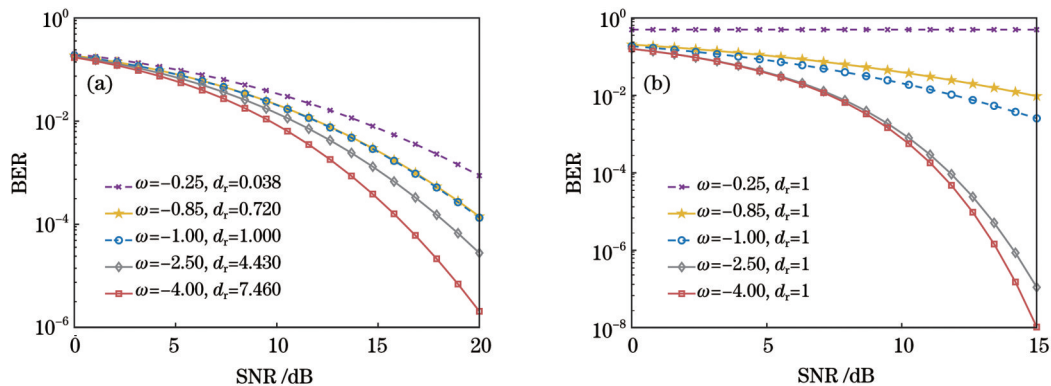 10^0
10^-2
10^-4
10^-6
BER
(a)
ω=−0.25, d_r=0.038
ω=−0.85, d_r=0.720
ω=−1.00, d_r=1.000
ω=−2.50, d_r=4.430
ω=−4.00, d_r=7.460
0 5 10 15 20
SNR /dB
10^0
10^-2
10^-4
10^-6
10^-8
BER
(b)
ω=−0.25, d_r=1
ω=−0.85, d_r=1
ω=−1.00, d_r=1
ω=−2.50, d_r=1
ω=−4.00, d_r=1
0 5 10 15
SNR /dB